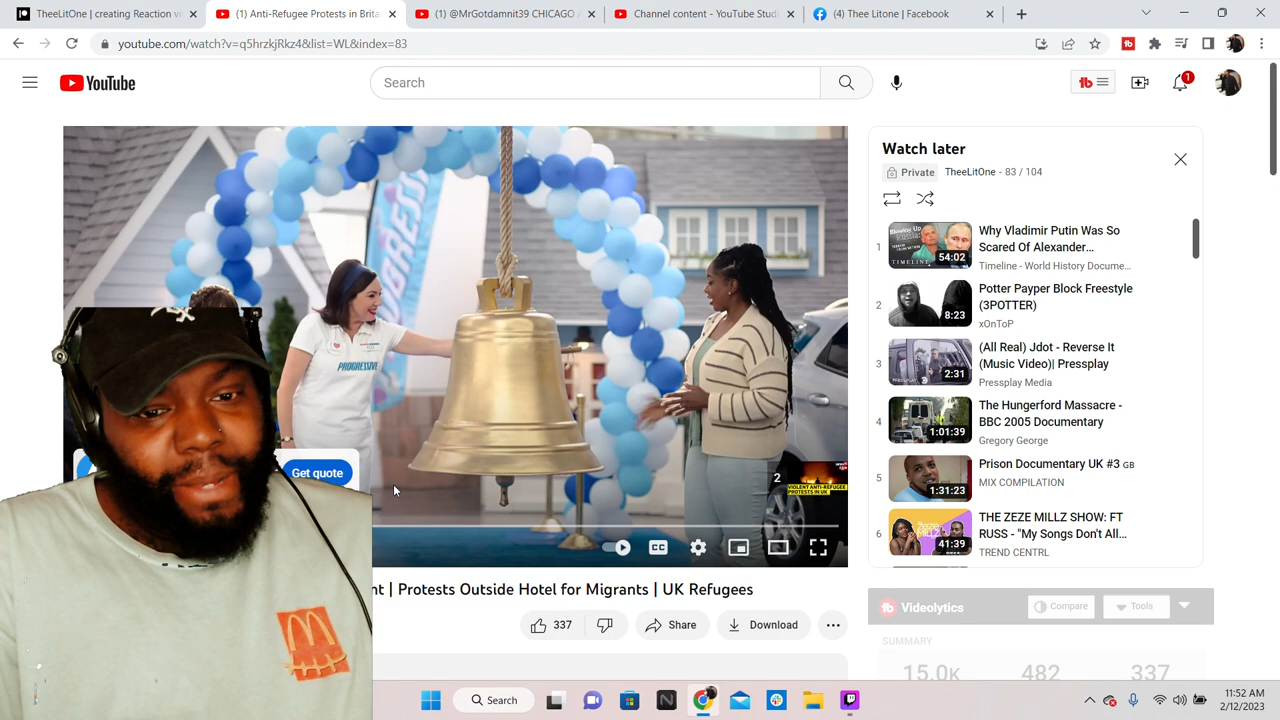 TheeLitOne | creating Reaction vi
(1) Anti-Refugee Protests in Brita
(1) @forGotdamnit39 CHICAGO /
Channel content - YouTube Studi
(4) Thee Litone | Facebook
youtube.com/watch?v=q5hrzkjRkz4&list=WL&index=83
YouTube
Search
1
PROGRESSIVE
Get quote
2
VIOLENT ANTI-REFUGEE
PROTESTS IN UK
nt | Protests Outside Hotel for Migrants | UK Refugees
337
Share
Download
Watch later
Private
TheeLitOne - 83 / 104
1
54:02
Why Vladimir Putin Was So
Scared Of Alexander...
Timeline - World History Docume...
2
8:23
Potter Payper Block Freestyle
(3POTTER)
xOnToP
3
2:31
(All Real) Jdot - Reverse It
(Music Video)| Pressplay
Pressplay Media
4
1:01:39
The Hungerford Massacre -
BBC 2005 Documentary
Gregory George
5
1:31:23
Prison Documentary UK #3 GB
MIX COMPILATION
6
41:39
THE ZEZE MILLZ SHOW: FT
RUSS - "My Songs Don't All...
TREND CENTRL
Videolytics
Compare
Tools
SUMMARY
15.0K
482
337
Search
11:52 AM
2/12/2023